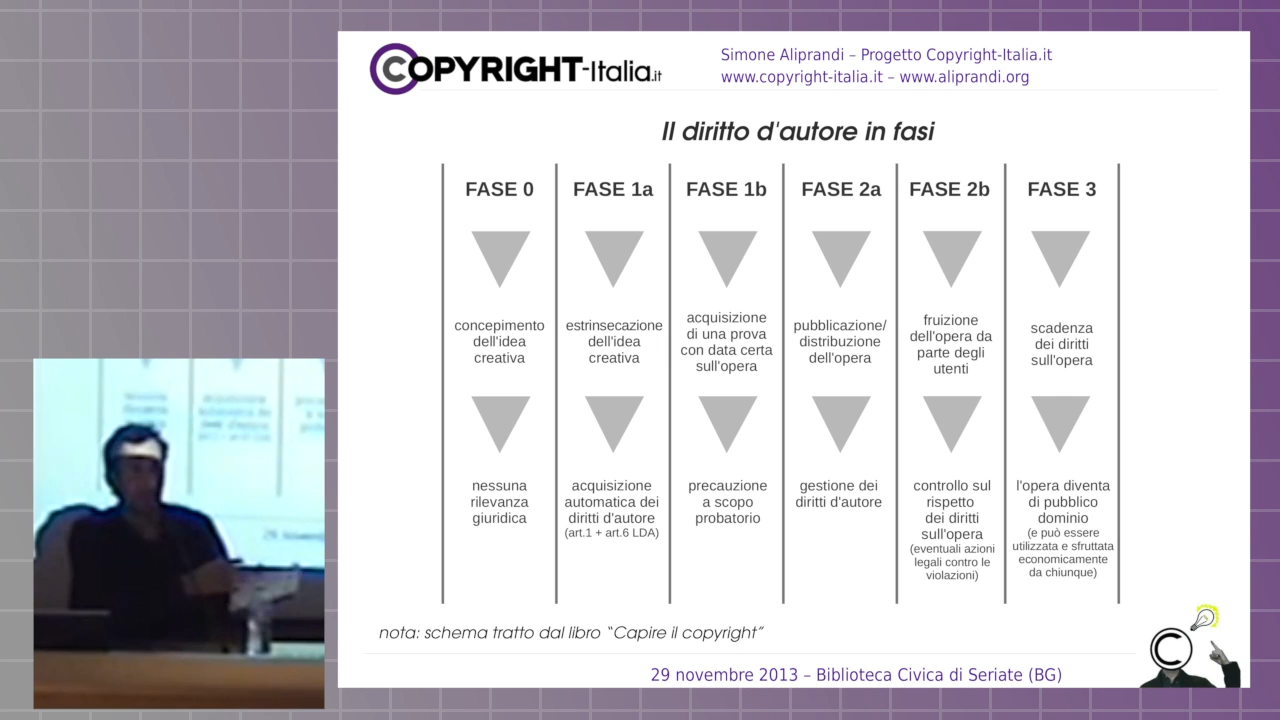 COPYRIGHT-Italia.it
Simone Aliprandi – Progetto Copyright-Italia.it
www.copyright-italia.it – www.aliprandi.org
Il diritto d'autore in fasi
FASE 0
concepimento
dell'idea
creativa
nessuna
rilevanza
giuridica
FASE 1a
estrinsecazione
dell'idea
creativa
acquisizione
automatica dei
diritti d'autore
(art.1 + art.6 LDA)
FASE 1b
acquisizione
di una prova
con data certa
sull'opera
precauzione
a scopo
probatorio
FASE 2a
pubblicazione/
distribuzione
dell'opera
gestione dei
diritti d'autore
FASE 2b
fruizione
dell'opera da
parte degli
utenti
controllo sul
rispetto
dei diritti
sull'opera
(eventuali azioni
legali contro le
violazioni)
FASE 3
scadenza
dei diritti
sull'opera
l'opera diventa
di pubblico
dominio
(e può essere
utilizzata e sfruttata
economicamente
da chiunque)
nota: schema tratto dal libro “Capire il copyright”
29 novembre 2013 – Biblioteca Civica di Seriate (BG)
C